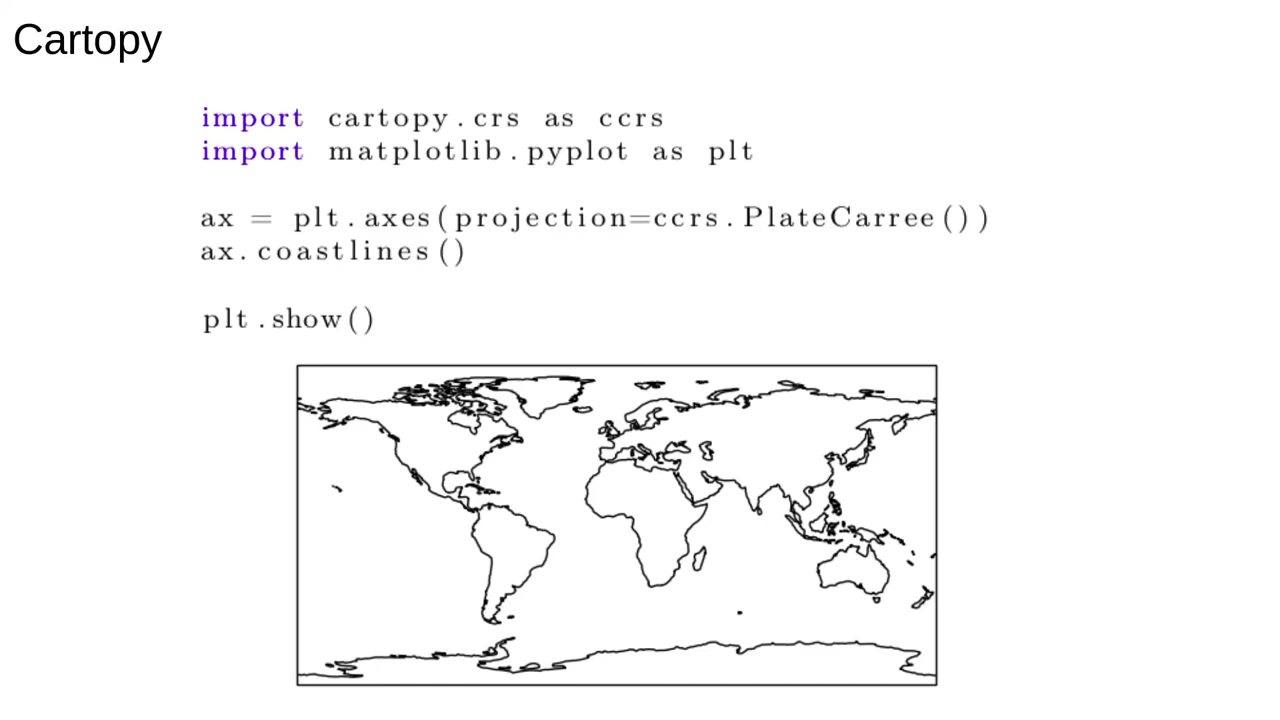 Cartopy
import cartopy.crs as ccrs
import matplotlib.pyplot as plt
ax = plt.axes(projection=ccrs.PlateCarree())
ax.coastlines()
plt.show()